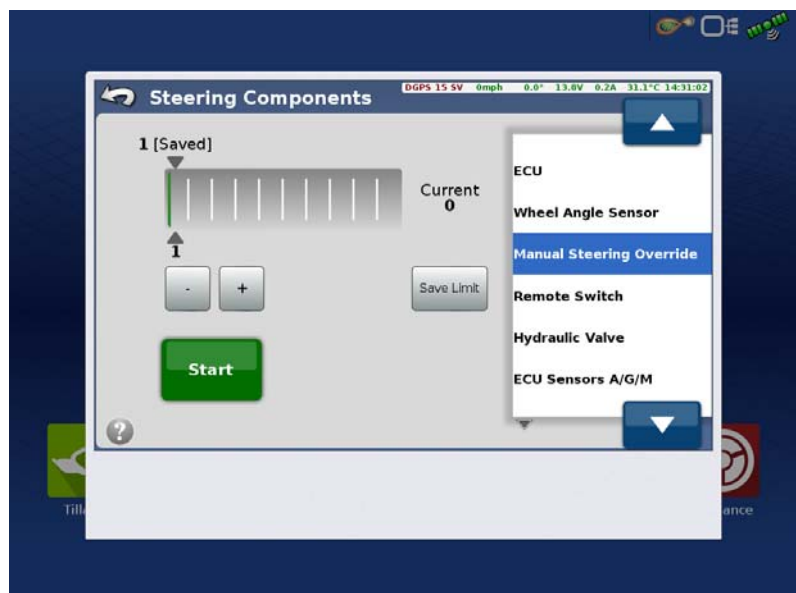 Steering Components
DGPS 15 SV 0mph 0.0° 13.8V 0.2A 31.1°C 14:31:02
1 [Saved]
Current
0
1
- +
Save Limit
Start
?
ECU
Wheel Angle Sensor
Manual Steering Override
Remote Switch
Hydraulic Valve
ECU Sensors A/G/M
Till
ance